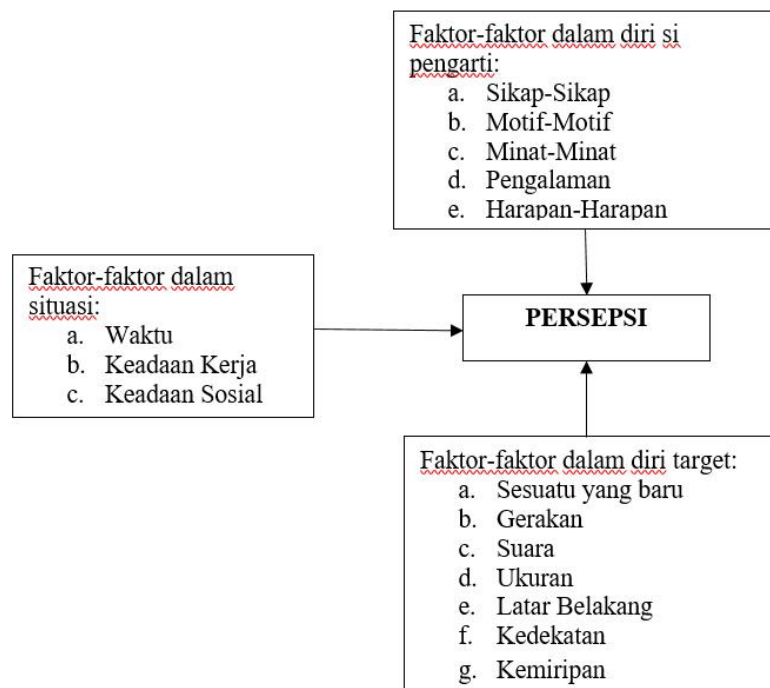 Faktor-faktor dalam diri si
pengarti:
a. Sikap-Sikap
b. Motif-Motif
c. Minat-Minat
d. Pengalaman
e. Harapan-Harapan
Faktor-faktor dalam
situasi:
a. Waktu
b. Keadaan Kerja
c. Keadaan Sosial
PERSEPSI
Faktor-faktor dalam diri target:
a. Sesuatu yang baru
b. Gerakan
c. Suara
d. Ukuran
e. Latar Belakang
f. Kedekatan
g. Kemiripan